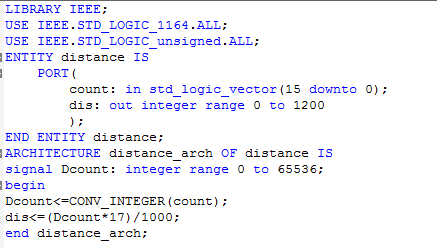 LIBRARY IEEE;
USE IEEE.STD_LOGIC_1164.ALL;
USE IEEE.STD_LOGIC_unsigned.ALL;
ENTITY distance IS
    PORT(
        count: in std_logic_vector(15 downto 0);
        dis: out integer range 0 to 1200
        );
END ENTITY distance;
ARCHITECTURE distance_arch OF distance IS
signal Dcount: integer range 0 to 65536;
begin
Dcount<=CONV_INTEGER(count);
dis<=(Dcount*17)/1000;
end distance_arch;